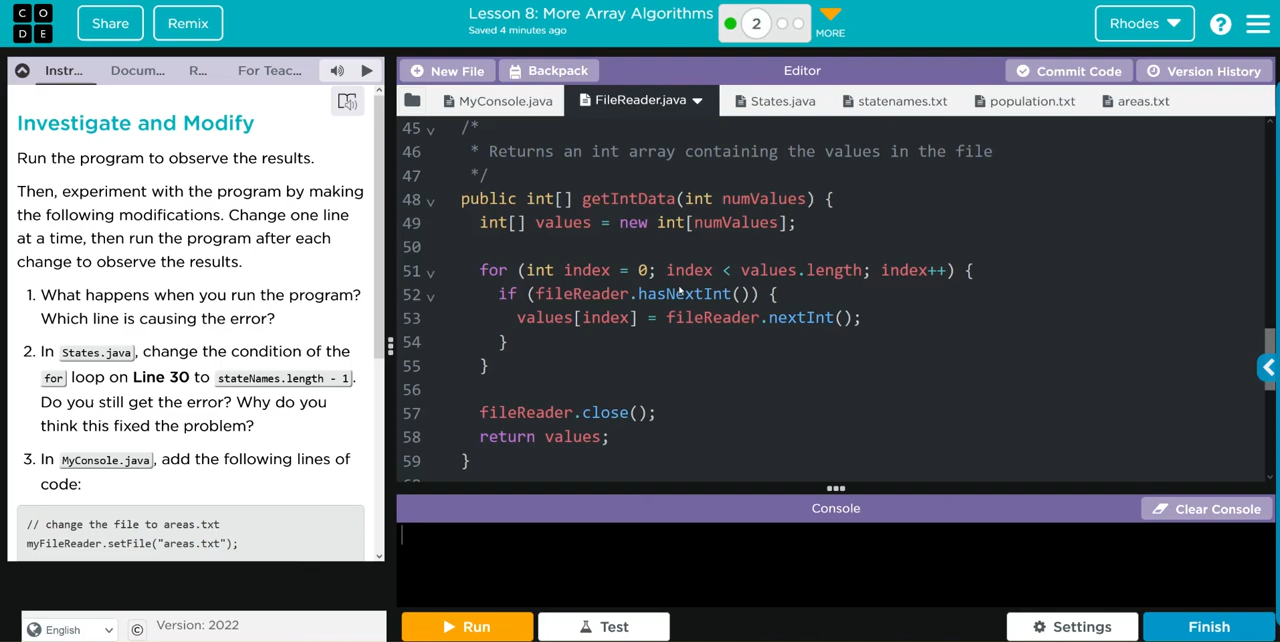 C O
D E
Share
Remix
Lesson 8: More Array Algorithms
Saved 4 minutes ago
2
MORE
Rhodes
?
Instr...
Docum...
R...
For Teac...
New File
Backpack
Editor
Commit Code
Version History
MyConsole.java
FileReader.java
States.java
statenames.txt
population.txt
areas.txt
Investigate and Modify
Run the program to observe the results.
Then, experiment with the program by making
the following modifications. Change one line
at a time, then run the program after each
change to observe the results.
1. What happens when you run the program?
Which line is causing the error?
2. In States.java, change the condition of the
for loop on Line 30 to stateNames.length - 1.
Do you still get the error? Why do you
think this fixed the problem?
3. In MyConsole.java, add the following lines of
code:
// change the file to areas.txt
myFileReader.setFile("areas.txt");
45 /*
46 * Returns an int array containing the values in the file
47 */
48 public int[] getIntData(int numValues) {
49 int[] values = new int[numValues];
50
51 for (int index = 0; index < values.length; index++) {
52 if (fileReader.hasNextInt()) {
53 values[index] = fileReader.nextInt();
54 }
55 }
56
57 fileReader.close();
58 return values;
59 }
Console
Clear Console
English
©
Version: 2022
Run
Test
Settings
Finish